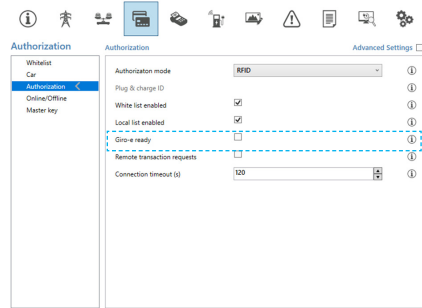 Authorization
Authorization
Advanced Settings
Whitelist
Car
Authorization
Online/Offline
Master key
Authorizaton mode
RFID
Plug & charge ID
White list enabled
Local list enabled
Giro-e ready
Remote transaction requests
Connection timeout (s)
120